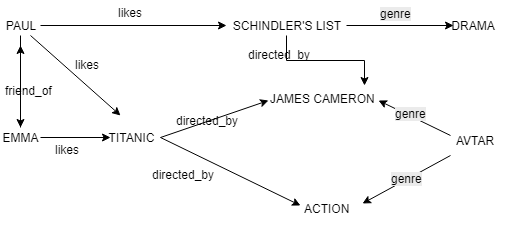 likes
PAUL
SCHINDLER'S LIST
genre
DRAMA
directed_by
likes
friend_of
JAMES CAMERON
genre
directed_by
EMMA
likes
TITANIC
AVTAR
directed_by
genre
ACTION